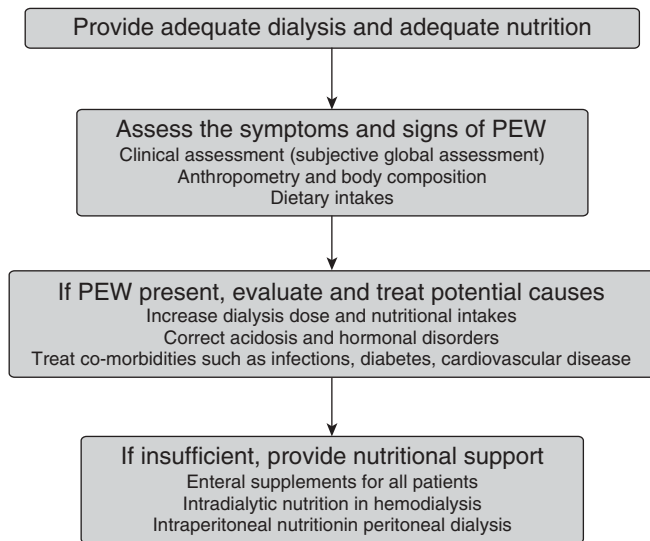 Provide adequate dialysis and adequate nutrition
Assess the symptoms and signs of PEW
Clinical assessment (subjective global assessment)
Anthropometry and body composition
Dietary intakes
If PEW present, evaluate and treat potential causes
Increase dialysis dose and nutritional intakes
Correct acidosis and hormonal disorders
Treat co-morbidities such as infections, diabetes, cardiovascular disease
If insufficient, provide nutritional support
Enteral supplements for all patients
Intradialytic nutrition in hemodialysis
Intraperitoneal nutritionin peritoneal dialysis